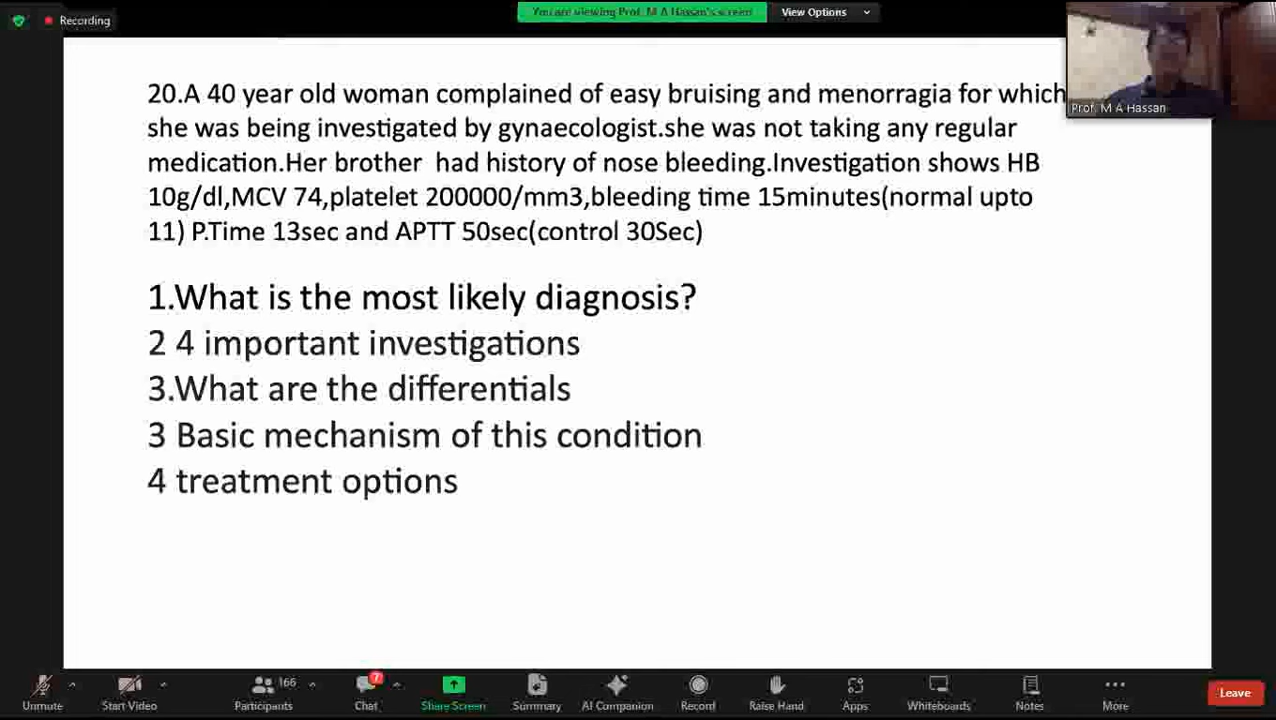 Recording
You are viewing Prof. M A Hassan's screen
View Options
Prof. M A Hassan
20.A 40 year old woman complained of easy bruising and menorragia for which
she was being investigated by gynaecologist.she was not taking any regular
medication.Her brother had history of nose bleeding.Investigation shows HB
10g/dl,MCV 74,platelet 200000/mm3,bleeding time 15minutes(normal upto
11) P.Time 13sec and APTT 50sec(control 30Sec)
1.What is the most likely diagnosis?
2 4 important investigations
3.What are the differentials
3 Basic mechanism of this condition
4 treatment options
166
7
Unmute Start Video Participants Chat Share Screen Summary AI Companion Record Raise Hand Apps Whiteboards Notes More Leave